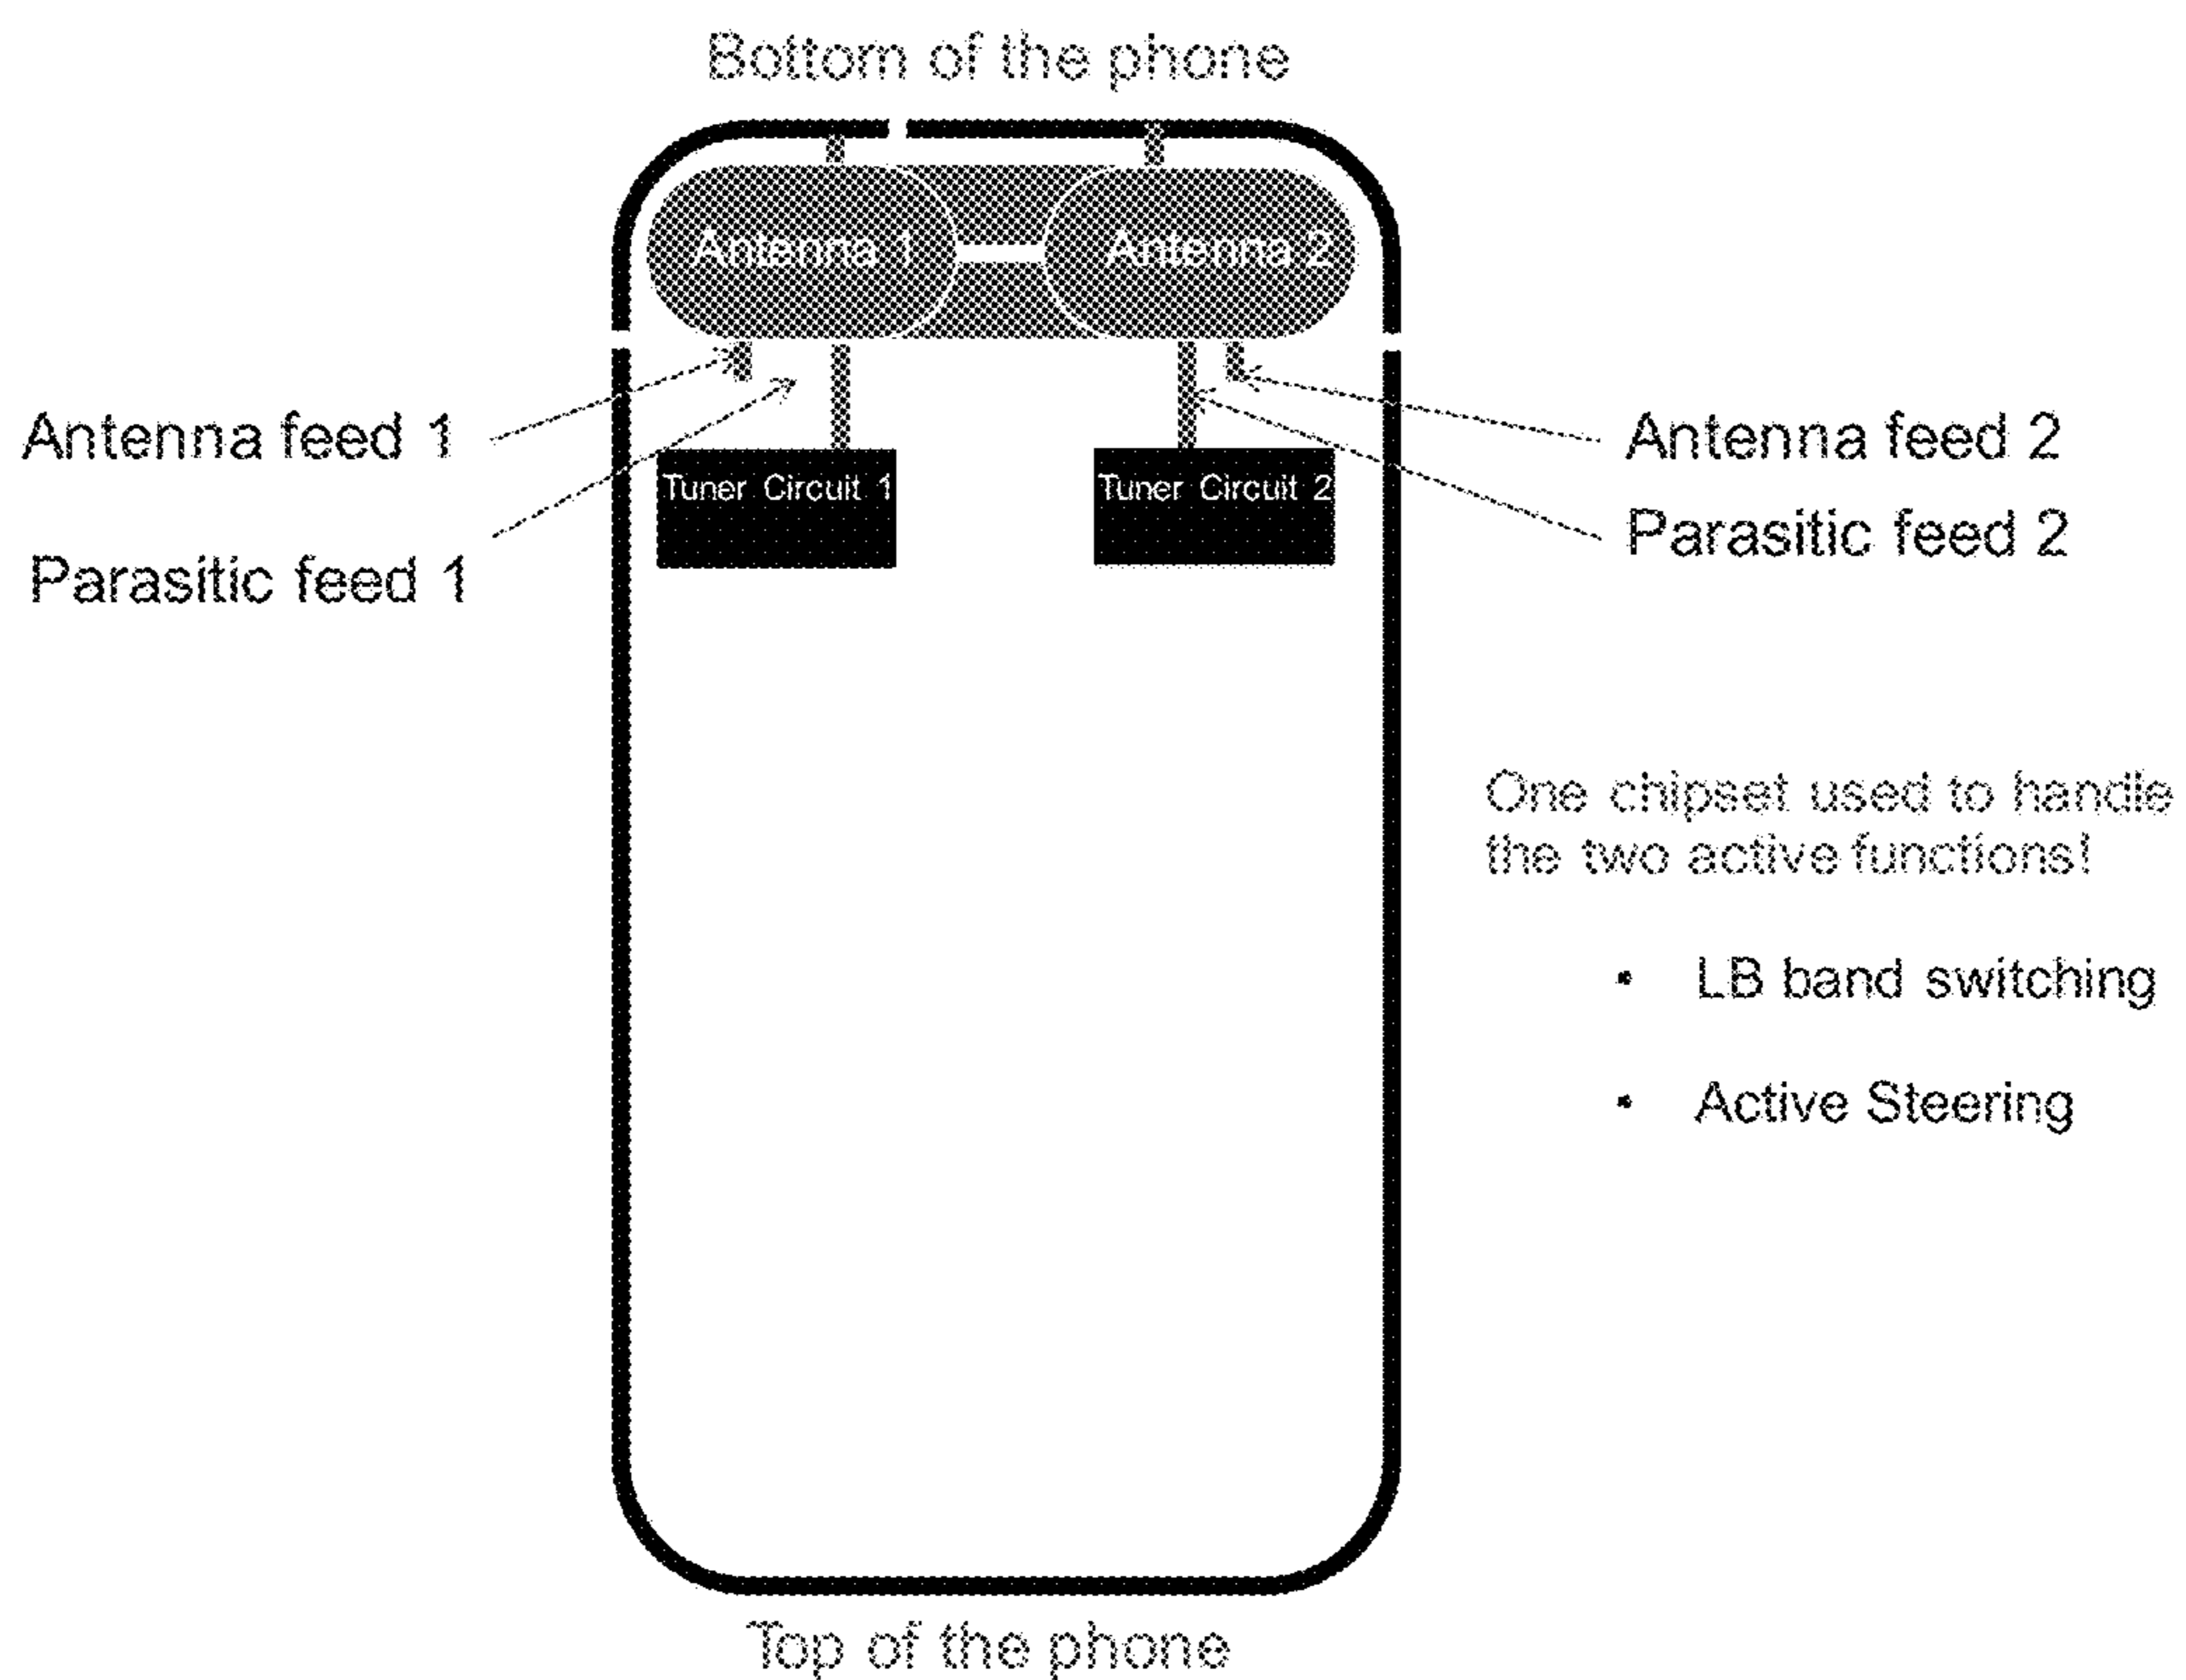 Bottom of the phone
Antenna 1
Antenna 2
Antenna feed 1
Antenna feed 2
Tuner Circuit 1
Tuner Circuit 2
Parasitic feed 1
Parasitic feed 2
One chipset used to handle
the two active functions!
• LB band switching
• Active Steering
Top of the phone